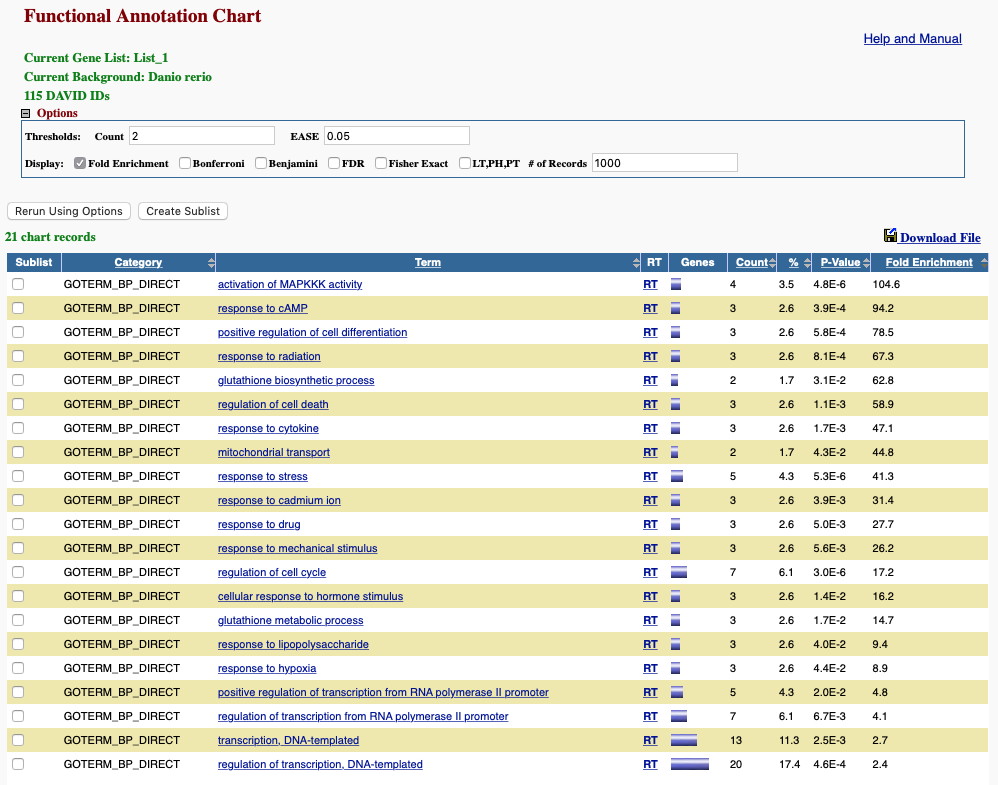 Functional Annotation Chart
Help and Manual
Current Gene List: List_1
Current Background: Danio rerio
115 DAVID IDs
Options
Thresholds: Count 2 EASE 0.05
Display: Fold Enrichment Bonferroni Benjamini FDR Fisher Exact LT,PH,PT # of Records 1000
Rerun Using Options Create Sublist
21 chart records Download File
Sublist Category Term RT Genes Count % P-Value Fold Enrichment
GOTERM_BP_DIRECT activation of MAPKKK activity RT 4 3.5 4.8E-6 104.6
GOTERM_BP_DIRECT response to cAMP RT 3 2.6 3.9E-4 94.2
GOTERM_BP_DIRECT positive regulation of cell differentiation RT 3 2.6 5.8E-4 78.5
GOTERM_BP_DIRECT response to radiation RT 3 2.6 8.1E-4 67.3
GOTERM_BP_DIRECT glutathione biosynthetic process RT 2 1.7 3.1E-2 62.8
GOTERM_BP_DIRECT regulation of cell death RT 3 2.6 1.1E-3 58.9
GOTERM_BP_DIRECT response to cytokine RT 3 2.6 1.7E-3 47.1
GOTERM_BP_DIRECT mitochondrial transport RT 2 1.7 4.3E-2 44.8
GOTERM_BP_DIRECT response to stress RT 5 4.3 5.3E-6 41.3
GOTERM_BP_DIRECT response to cadmium ion RT 3 2.6 3.9E-3 31.4
GOTERM_BP_DIRECT response to drug RT 3 2.6 5.0E-3 27.7
GOTERM_BP_DIRECT response to mechanical stimulus RT 3 2.6 5.6E-3 26.2
GOTERM_BP_DIRECT regulation of cell cycle RT 7 6.1 3.0E-6 17.2
GOTERM_BP_DIRECT cellular response to hormone stimulus RT 3 2.6 1.4E-2 16.2
GOTERM_BP_DIRECT glutathione metabolic process RT 3 2.6 1.7E-2 14.7
GOTERM_BP_DIRECT response to lipopolysaccharide RT 3 2.6 4.0E-2 9.4
GOTERM_BP_DIRECT response to hypoxia RT 3 2.6 4.4E-2 8.9
GOTERM_BP_DIRECT positive regulation of transcription from RNA polymerase II promoter RT 5 4.3 2.0E-2 4.8
GOTERM_BP_DIRECT regulation of transcription from RNA polymerase II promoter RT 7 6.1 6.7E-3 4.1
GOTERM_BP_DIRECT transcription, DNA-templated RT 13 11.3 2.5E-3 2.7
GOTERM_BP_DIRECT regulation of transcription, DNA-templated RT 20 17.4 4.6E-4 2.4